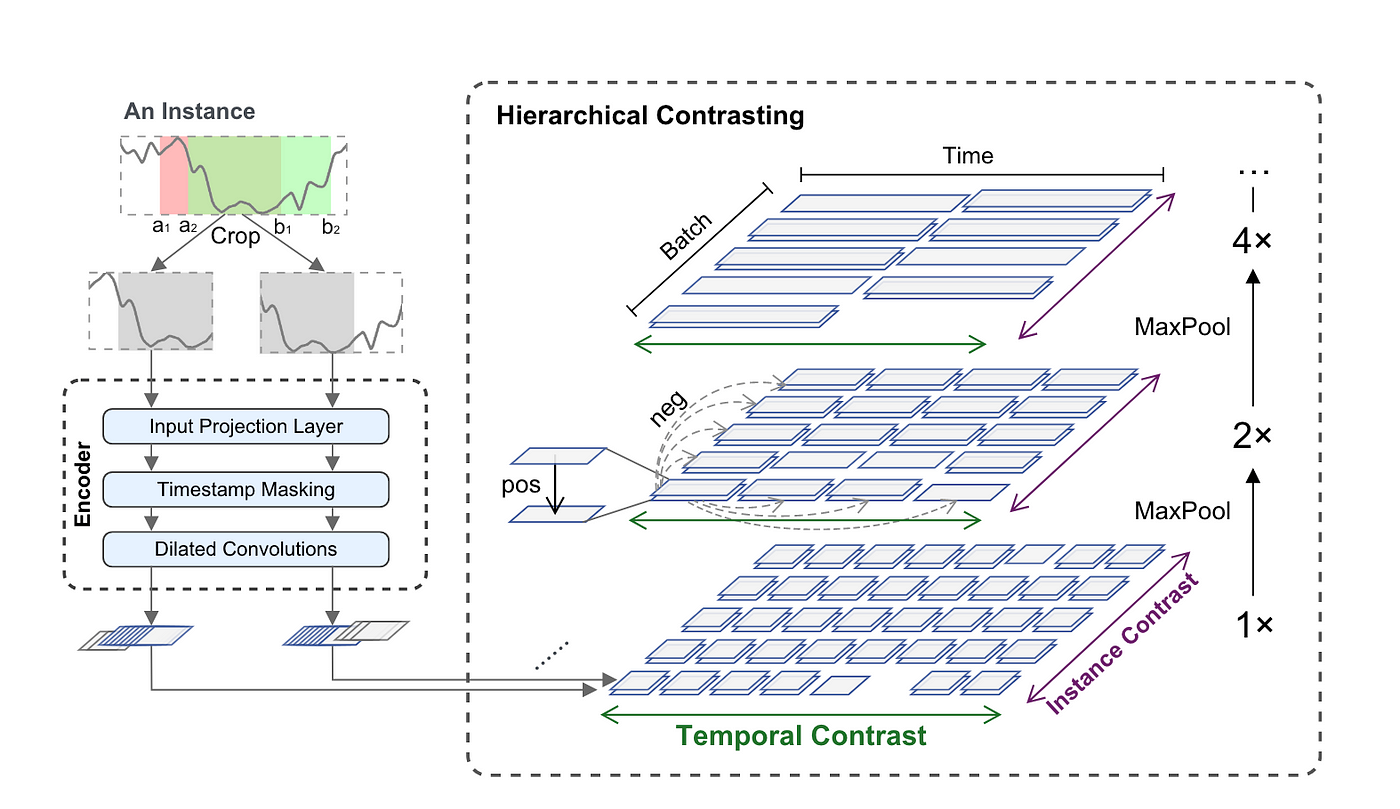 An Instance
a₁ a₂ b₁ b₂
Crop
Encoder
Input Projection Layer
Timestamp Masking
Dilated Convolutions
Hierarchical Contrasting
Time
Batch
...
4×
MaxPool
neg
pos
2×
MaxPool
1×
Instance Contrast
Temporal Contrast